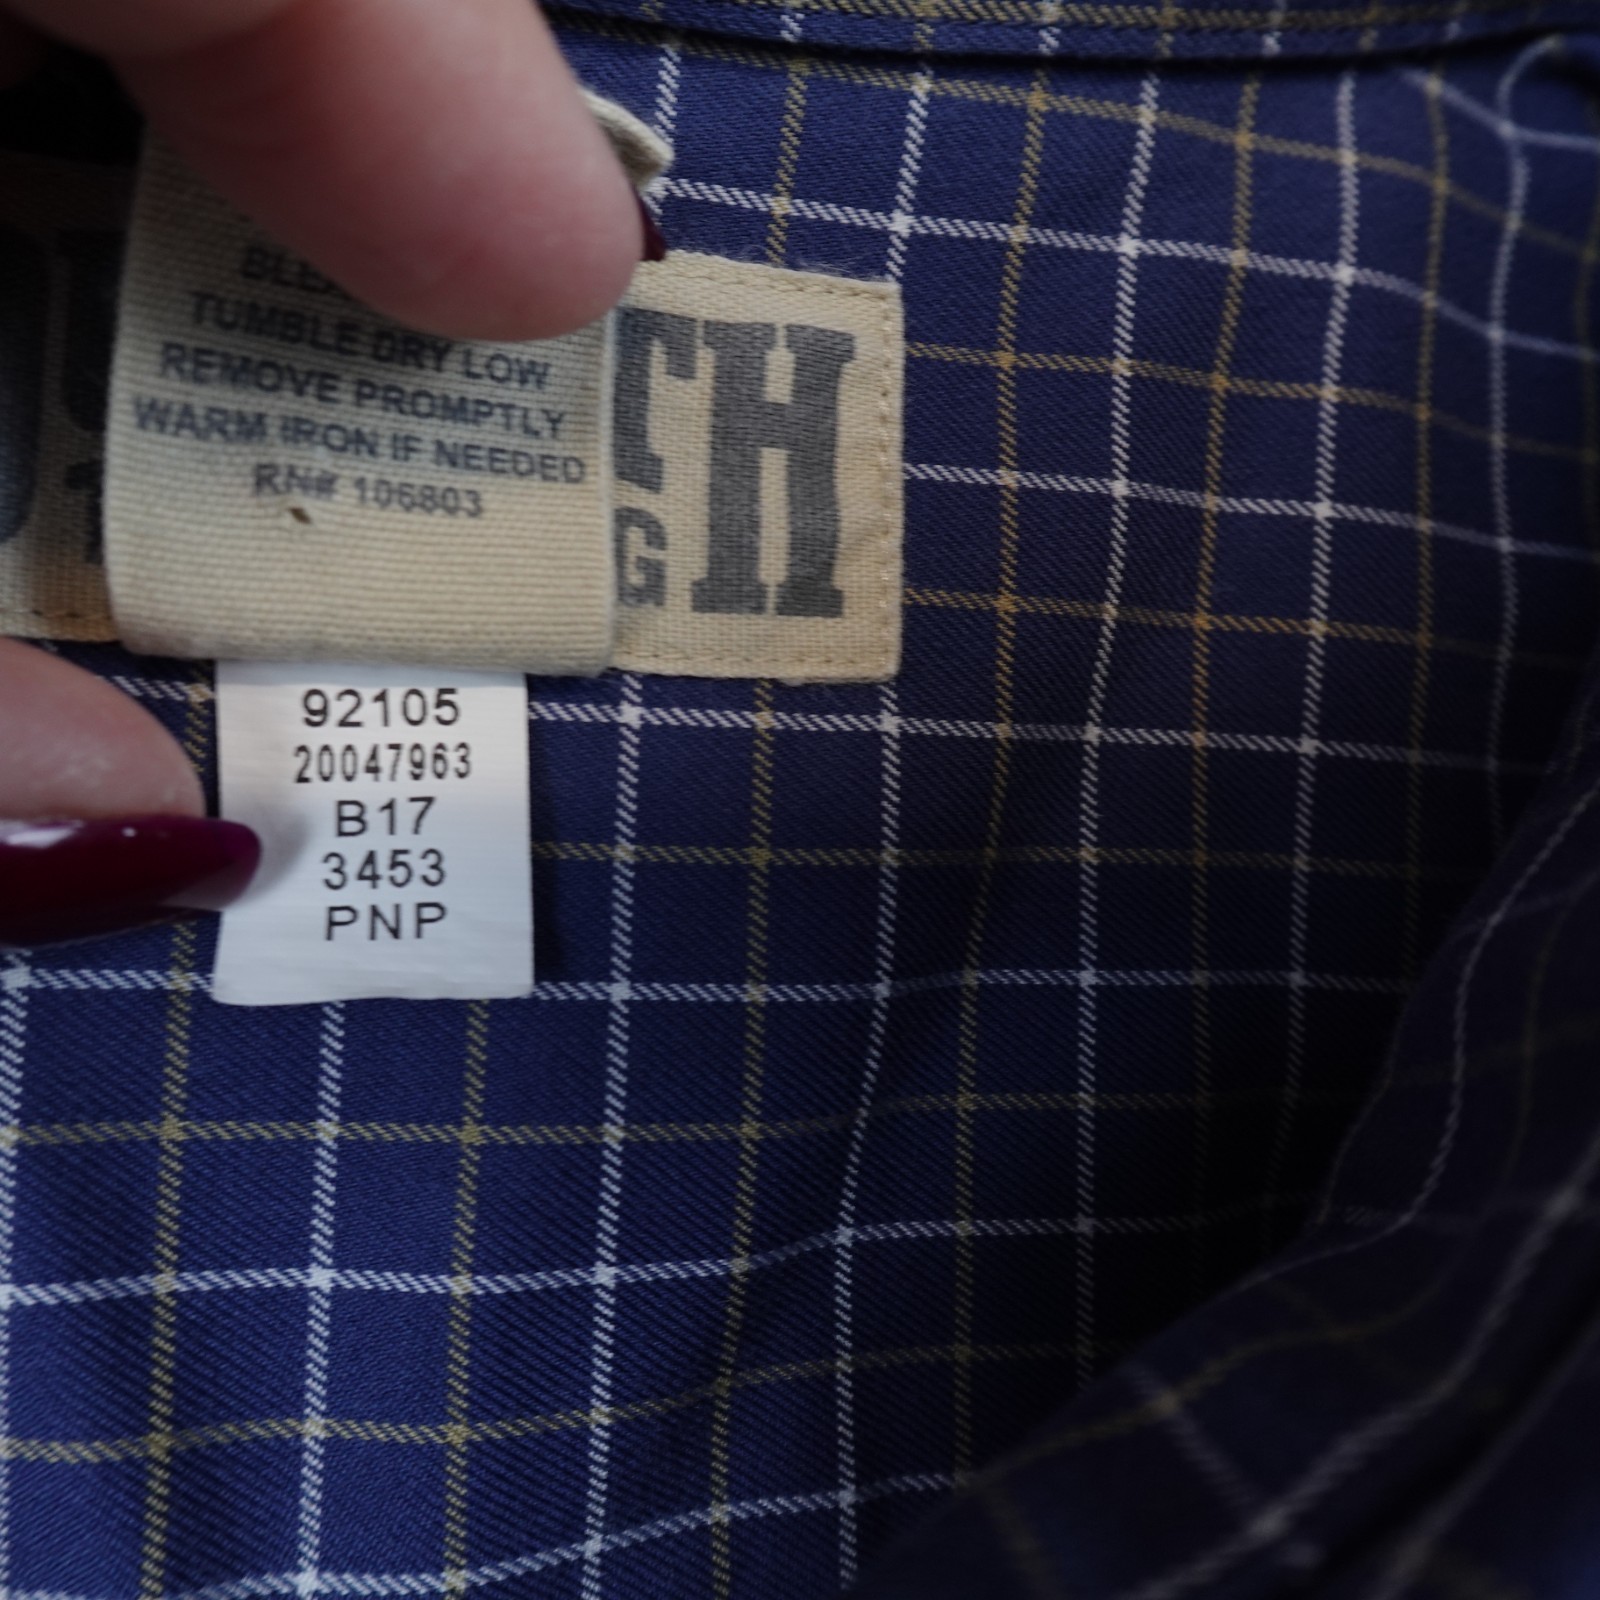 TUMBLE DRY LOW
REMOVE PROMPTLY
WARM IRON IF NEEDED
RN# 106803
TH
G
92105
20047963
B17
3453
PNP